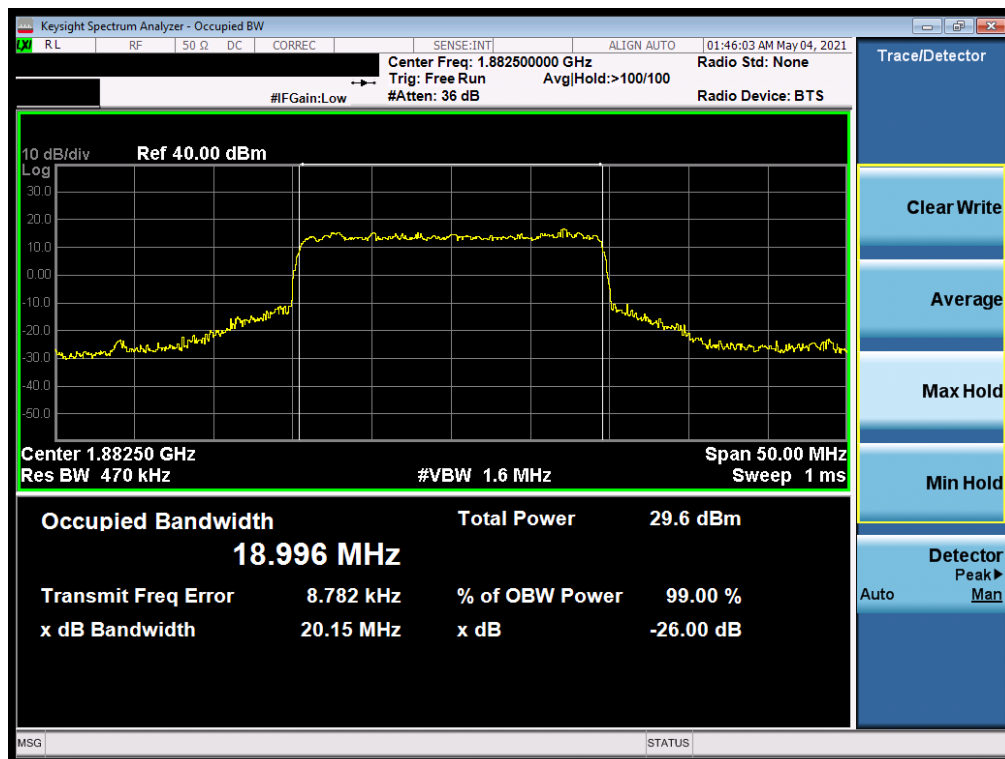 Keysight Spectrum Analyzer - Occupied BW
LXI RL RF 50 Ω DC CORREC SENSE:INT ALIGN AUTO 01:46:03 AM May 04, 2021
Center Freq: 1.882500000 GHz Radio Std: None
Trig: Free Run Avg|Hold:>100/100
#IFGain:Low #Atten: 36 dB Radio Device: BTS
10 dB/div Ref 40.00 dBm
Log
30.0
20.0
10.0
0.00
-10.0
-20.0
-30.0
-40.0
-50.0
Center 1.88250 GHz Span 50.00 MHz
Res BW 470 kHz #VBW 1.6 MHz Sweep 1 ms
Occupied Bandwidth Total Power 29.6 dBm
18.996 MHz
Transmit Freq Error 8.782 kHz % of OBW Power 99.00 %
x dB Bandwidth 20.15 MHz x dB -26.00 dB
MSG STATUS
Trace/Detector
Clear Write
Average
Max Hold
Min Hold
Detector
Peak▶
Auto Man